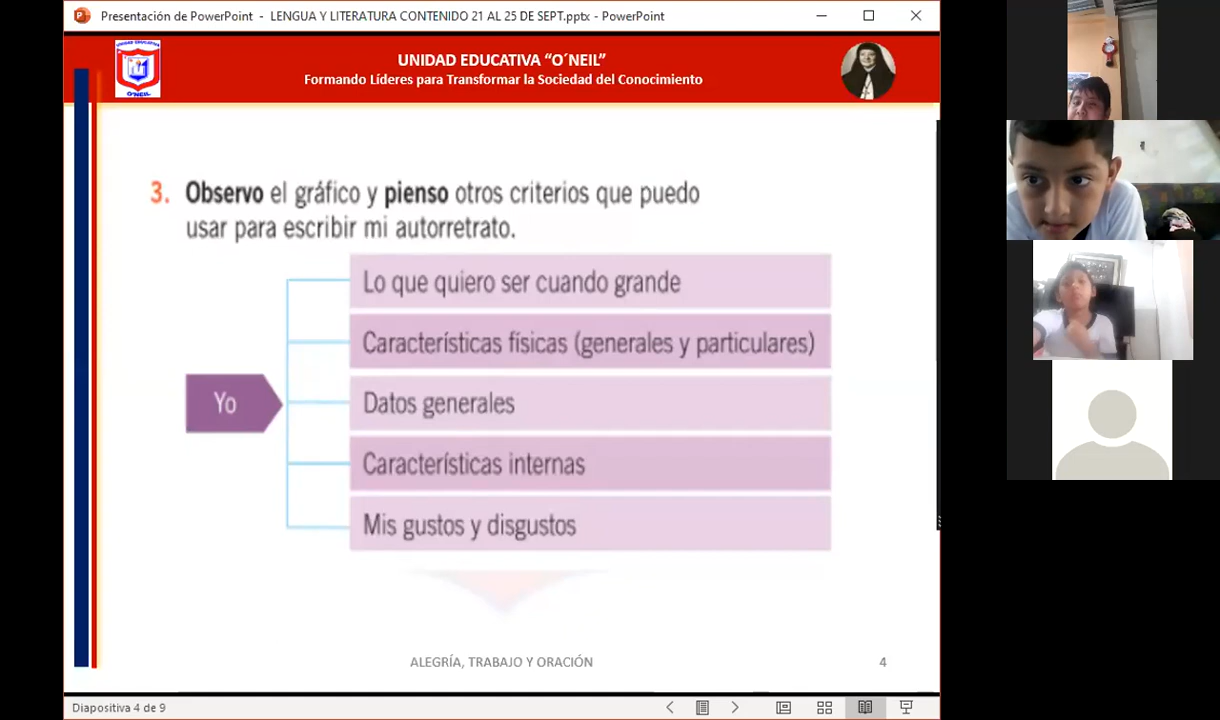 Presentación de PowerPoint - LENGUA Y LITERATURA CONTENIDO 21 AL 25 DE SEPT.pptx - PowerPoint
UNIDAD EDUCATIVA
O´NEIL
UNIDAD EDUCATIVA “O´NEIL”
Formando Líderes para Transformar la Sociedad del Conocimiento
3. Observo el gráfico y pienso otros criterios que puedo
usar para escribir mi autorretrato.
Yo
Lo que quiero ser cuando grande
Características físicas (generales y particulares)
Datos generales
Características internas
Mis gustos y disgustos
ALEGRÍA, TRABAJO Y ORACIÓN
4
Diapositiva 4 de 9